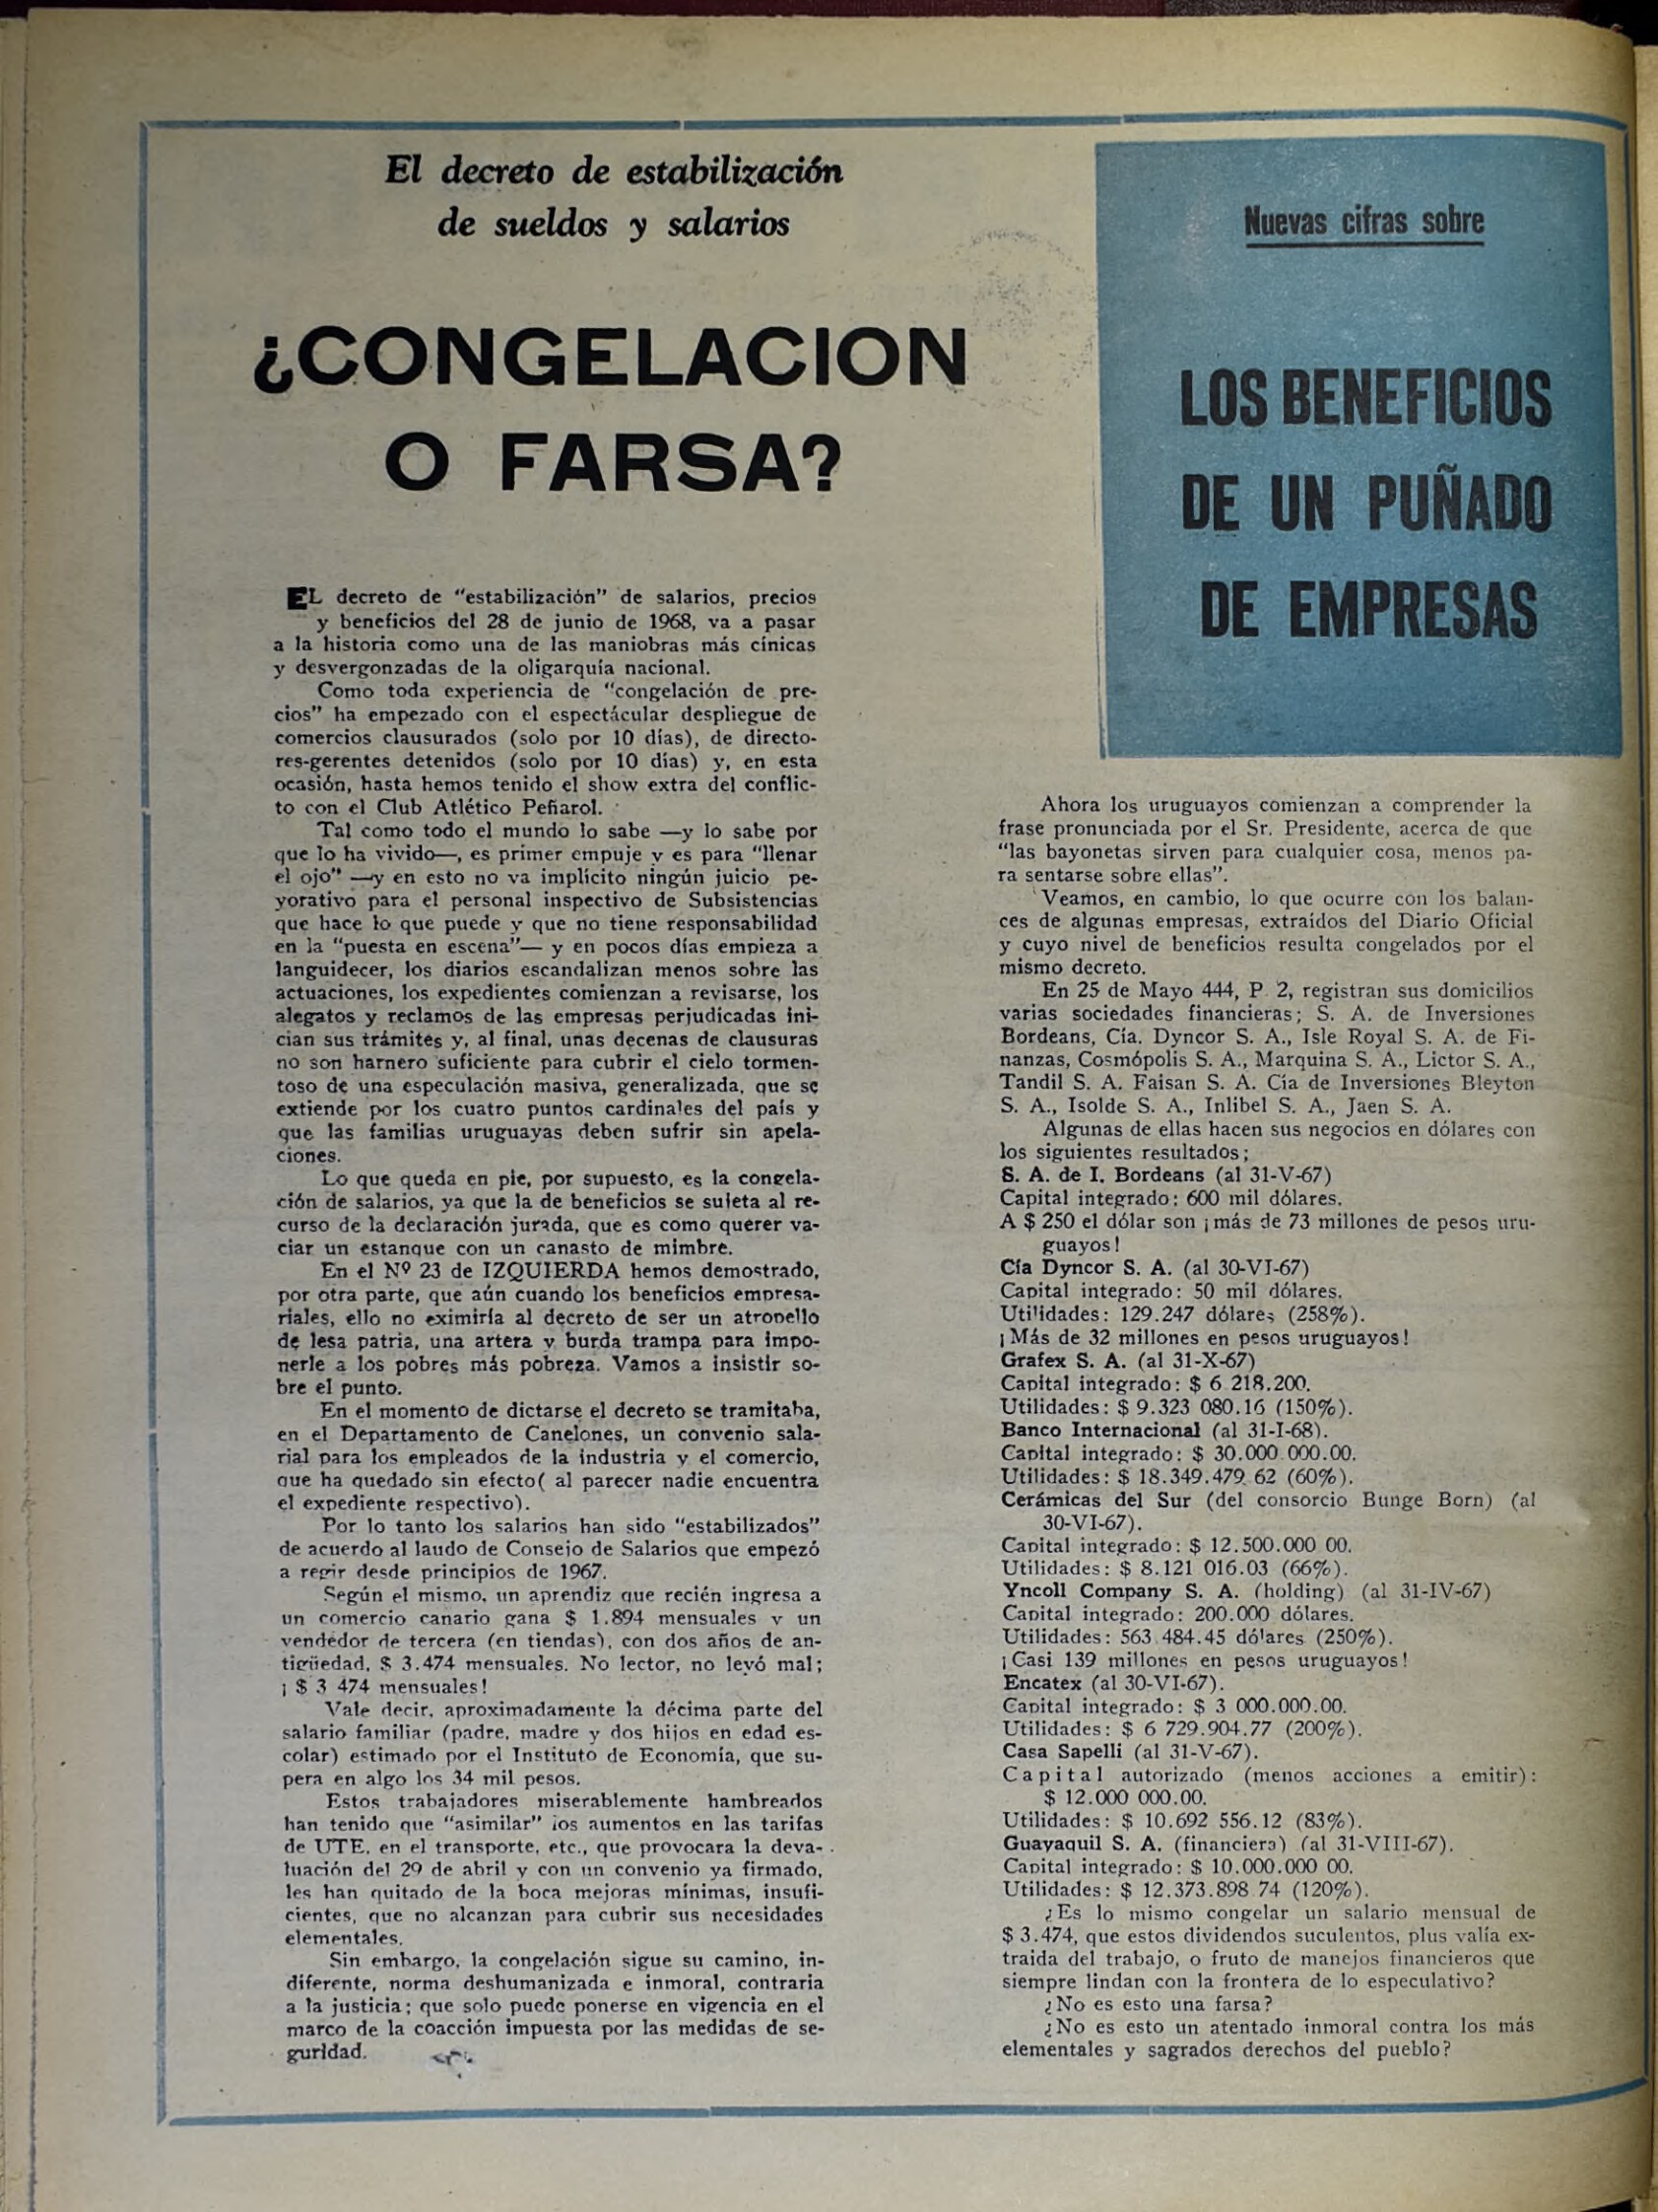 El decreto de estabilización
de sueldos y salarios
¿CONGELACION
O FARSA?
EL decreto de "estabilización" de salarios, precios
y beneficios del 28 de junio de 1968, va a pasar
a la historia como una de las maniobras más cínicas
y desvergonzadas de la oligarquía nacional.
Como toda experiencia de "congelación de pre-
cios" ha empezado con el espectácular despliegue de
comercios clausurados (solo por 10 días), de directo-
res-gerentes detenidos (solo por 10 días) y, en esta
ocasión, hasta hemos tenido el show extra del conflic-
to con el Club Atlético Peñarol.
Tal como todo el mundo lo sabe —y lo sabe por
que lo ha vivido—, es primer empuje y es para "llenar
el ojo" —y en esto no va implícito ningún juicio pe-
yorativo para el personal inspectivo de Subsistencias
que hace lo que puede y que no tiene responsabilidad
en la "puesta en escena"— y en pocos días empieza a
languidecer, los diarios escandalizan menos sobre las
actuaciones, los expedientes comienzan a revisarse, los
alegatos y reclamos de las empresas perjudicadas ini-
cian sus trámites y, al final, unas decenas de clausuras
no son harnero suficiente para cubrir el cielo tormen-
toso de una especulación masiva, generalizada, que se
extiende por los cuatro puntos cardinales del país y
que las familias uruguayas deben sufrir sin apela-
ciones.
Lo que queda en pie, por supuesto, es la congela-
ción de salarios, ya que la de beneficios se sujeta al re-
curso de la declaración jurada, que es como querer va-
ciar un estanque con un canasto de mimbre.
En el Nº 23 de IZQUIERDA hemos demostrado,
por otra parte, que aún cuando los beneficios empresa-
riales, ello no eximiría al decreto de ser un atropello
de lesa patria, una artera y burda trampa para impo-
nerle a los pobres más pobreza. Vamos a insistir so-
bre el punto.
En el momento de dictarse el decreto se tramitaba,
en el Departamento de Canelones, un convenio sala-
rial para los empleados de la industria y el comercio,
que ha quedado sin efecto( al parecer nadie encuentra
el expediente respectivo).
Por lo tanto los salarios han sido "estabilizados"
de acuerdo al laudo de Consejo de Salarios que empezó
a regir desde principios de 1967.
Según el mismo, un aprendiz que recién ingresa a
un comercio canario gana $ 1.894 mensuales y un
vendedor de tercera (en tiendas), con dos años de an-
tigüedad, $ 3.474 mensuales. No lector, no leyó mal;
¡ $ 3 474 mensuales!
Vale decir, aproximadamente la décima parte del
salario familiar (padre, madre y dos hijos en edad es-
colar) estimado por el Instituto de Economía, que su-
pera en algo los 34 mil pesos.
Estos trabajadores miserablemente hambreados
han tenido que "asimilar" los aumentos en las tarifas
de UTE, en el transporte, etc., que provocara la deva-
luación del 29 de abril y con un convenio ya firmado,
les han quitado de la boca mejoras mínimas, insufi-
cientes, que no alcanzan para cubrir sus necesidades
elementales.
Sin embargo, la congelación sigue su camino, in-
diferente, norma deshumanizada e inmoral, contraria
a la justicia; que solo puede ponerse en vigencia en el
marco de la coacción impuesta por las medidas de se-
guridad.
Nuevas cifras sobre
LOS BENEFICIOS
DE UN PUÑADO
DE EMPRESAS
Ahora los uruguayos comienzan a comprender la
frase pronunciada por el Sr. Presidente, acerca de que
"las bayonetas sirven para cualquier cosa, menos pa-
ra sentarse sobre ellas".
Veamos, en cambio, lo que ocurre con los balan-
ces de algunas empresas, extraídos del Diario Oficial
y cuyo nivel de beneficios resulta congelados por el
mismo decreto.
En 25 de Mayo 444, P. 2, registran sus domicilios
varias sociedades financieras; S. A. de Inversiones
Bordeans, Cía. Dyncor S. A., Isle Royal S. A. de Fi-
nanzas, Cosmópolis S. A., Marquina S. A., Lictor S. A.,
Tandil S. A. Faisan S. A. Cía de Inversiones Bleyton
S. A., Isolde S. A., Inlibel S. A., Jaen S. A.
Algunas de ellas hacen sus negocios en dólares con
los siguientes resultados;
S. A. de I. Bordeans (al 31-V-67)
Capital integrado: 600 mil dólares.
A $ 250 el dólar son ¡más de 73 millones de pesos uru-
guayos!
Cía Dyncor S. A. (al 30-VI-67)
Capital integrado: 50 mil dólares.
Utilidades: 129.247 dólares (258%).
¡Más de 32 millones en pesos uruguayos!
Grafex S. A. (al 31-X-67)
Capital integrado: $ 6 218.200.
Utilidades: $ 9.323 080.16 (150%).
Banco Internacional (al 31-I-68).
Capital integrado: $ 30.000 000.00.
Utilidades: $ 18.349.479 62 (60%).
Cerámicas del Sur (del consorcio Bunge Born) (al
30-VI-67).
Capital integrado: $ 12.500.000 00.
Utilidades: $ 8.121 016.03 (66%).
Yncoll Company S. A. (holding) (al 31-IV-67)
Capital integrado: 200.000 dólares.
Utilidades: 563 484.45 dólares (250%).
¡Casi 139 millones en pesos uruguayos!
Encatex (al 30-VI-67).
Capital integrado: $ 3 000.000.00.
Utilidades: $ 6 729.904.77 (200%).
Casa Sapelli (al 31-V-67).
Capital autorizado (menos acciones a emitir):
$ 12.000 000.00.
Utilidades: $ 10.692 556.12 (83%).
Guayaquil S. A. (financiera) (al 31-VIII-67).
Capital integrado: $ 10.000.000 00.
Utilidades: $ 12.373.898 74 (120%).
¿Es lo mismo congelar un salario mensual de
$ 3.474, que estos dividendos suculentos, plus valía ex-
traida del trabajo, o fruto de manejos financieros que
siempre lindan con la frontera de lo especulativo?
¿No es esto una farsa?
¿No es esto un atentado inmoral contra los más
elementales y sagrados derechos del pueblo?